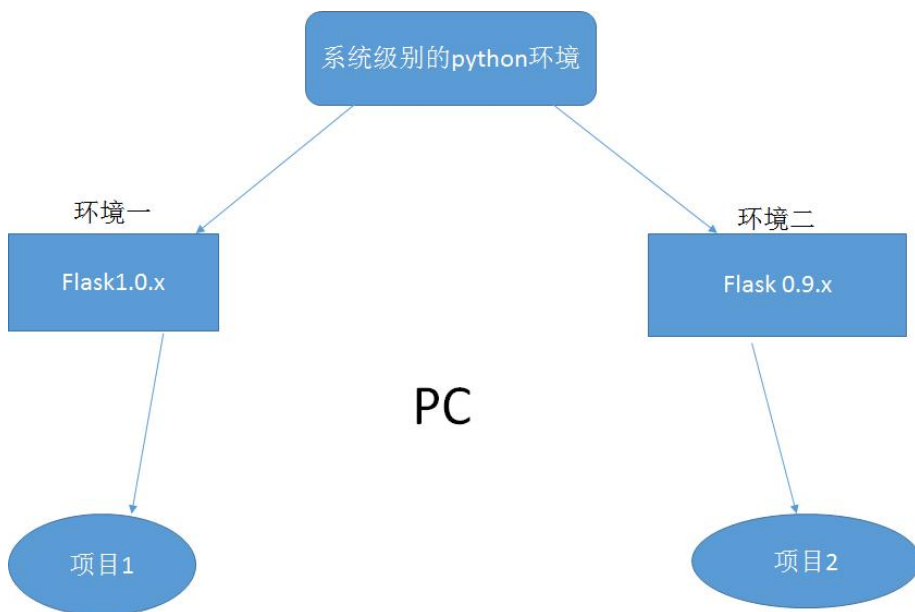 系统级别的python环境
环境一
环境二
Flask1.0.x
Flask 0.9.x
PC
项目1
项目2